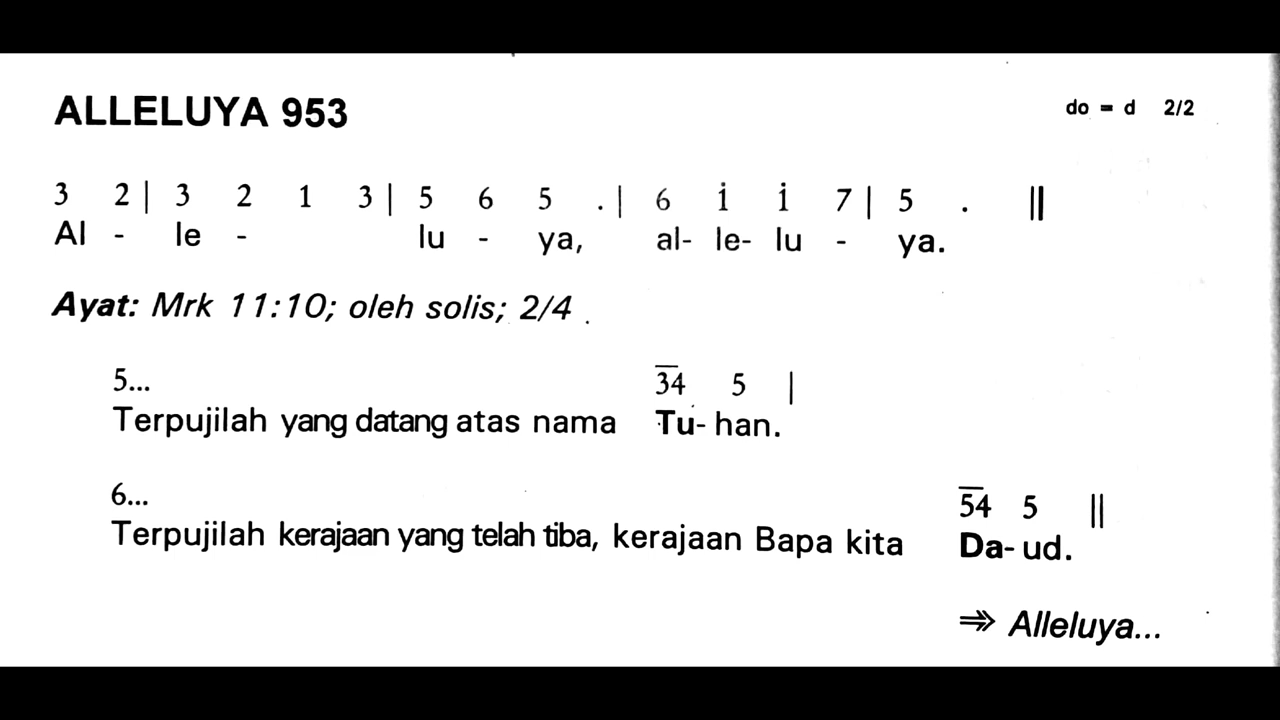 ALLELUYA 953 do = d 2/2
3 2 | 3 2 1 3 | 5 6 5 . | 6 i i 7 | 5 . ||
Al - le - lu - ya, al- le- lu - ya.
Ayat: Mrk 11:10; oleh solis; 2/4
5... 34 5 |
Terpujilah yang datang atas nama Tu- han.
6... 54 5 ||
Terpujilah kerajaan yang telah tiba, kerajaan Bapa kita Da- ud.
⇒ Alleluya...